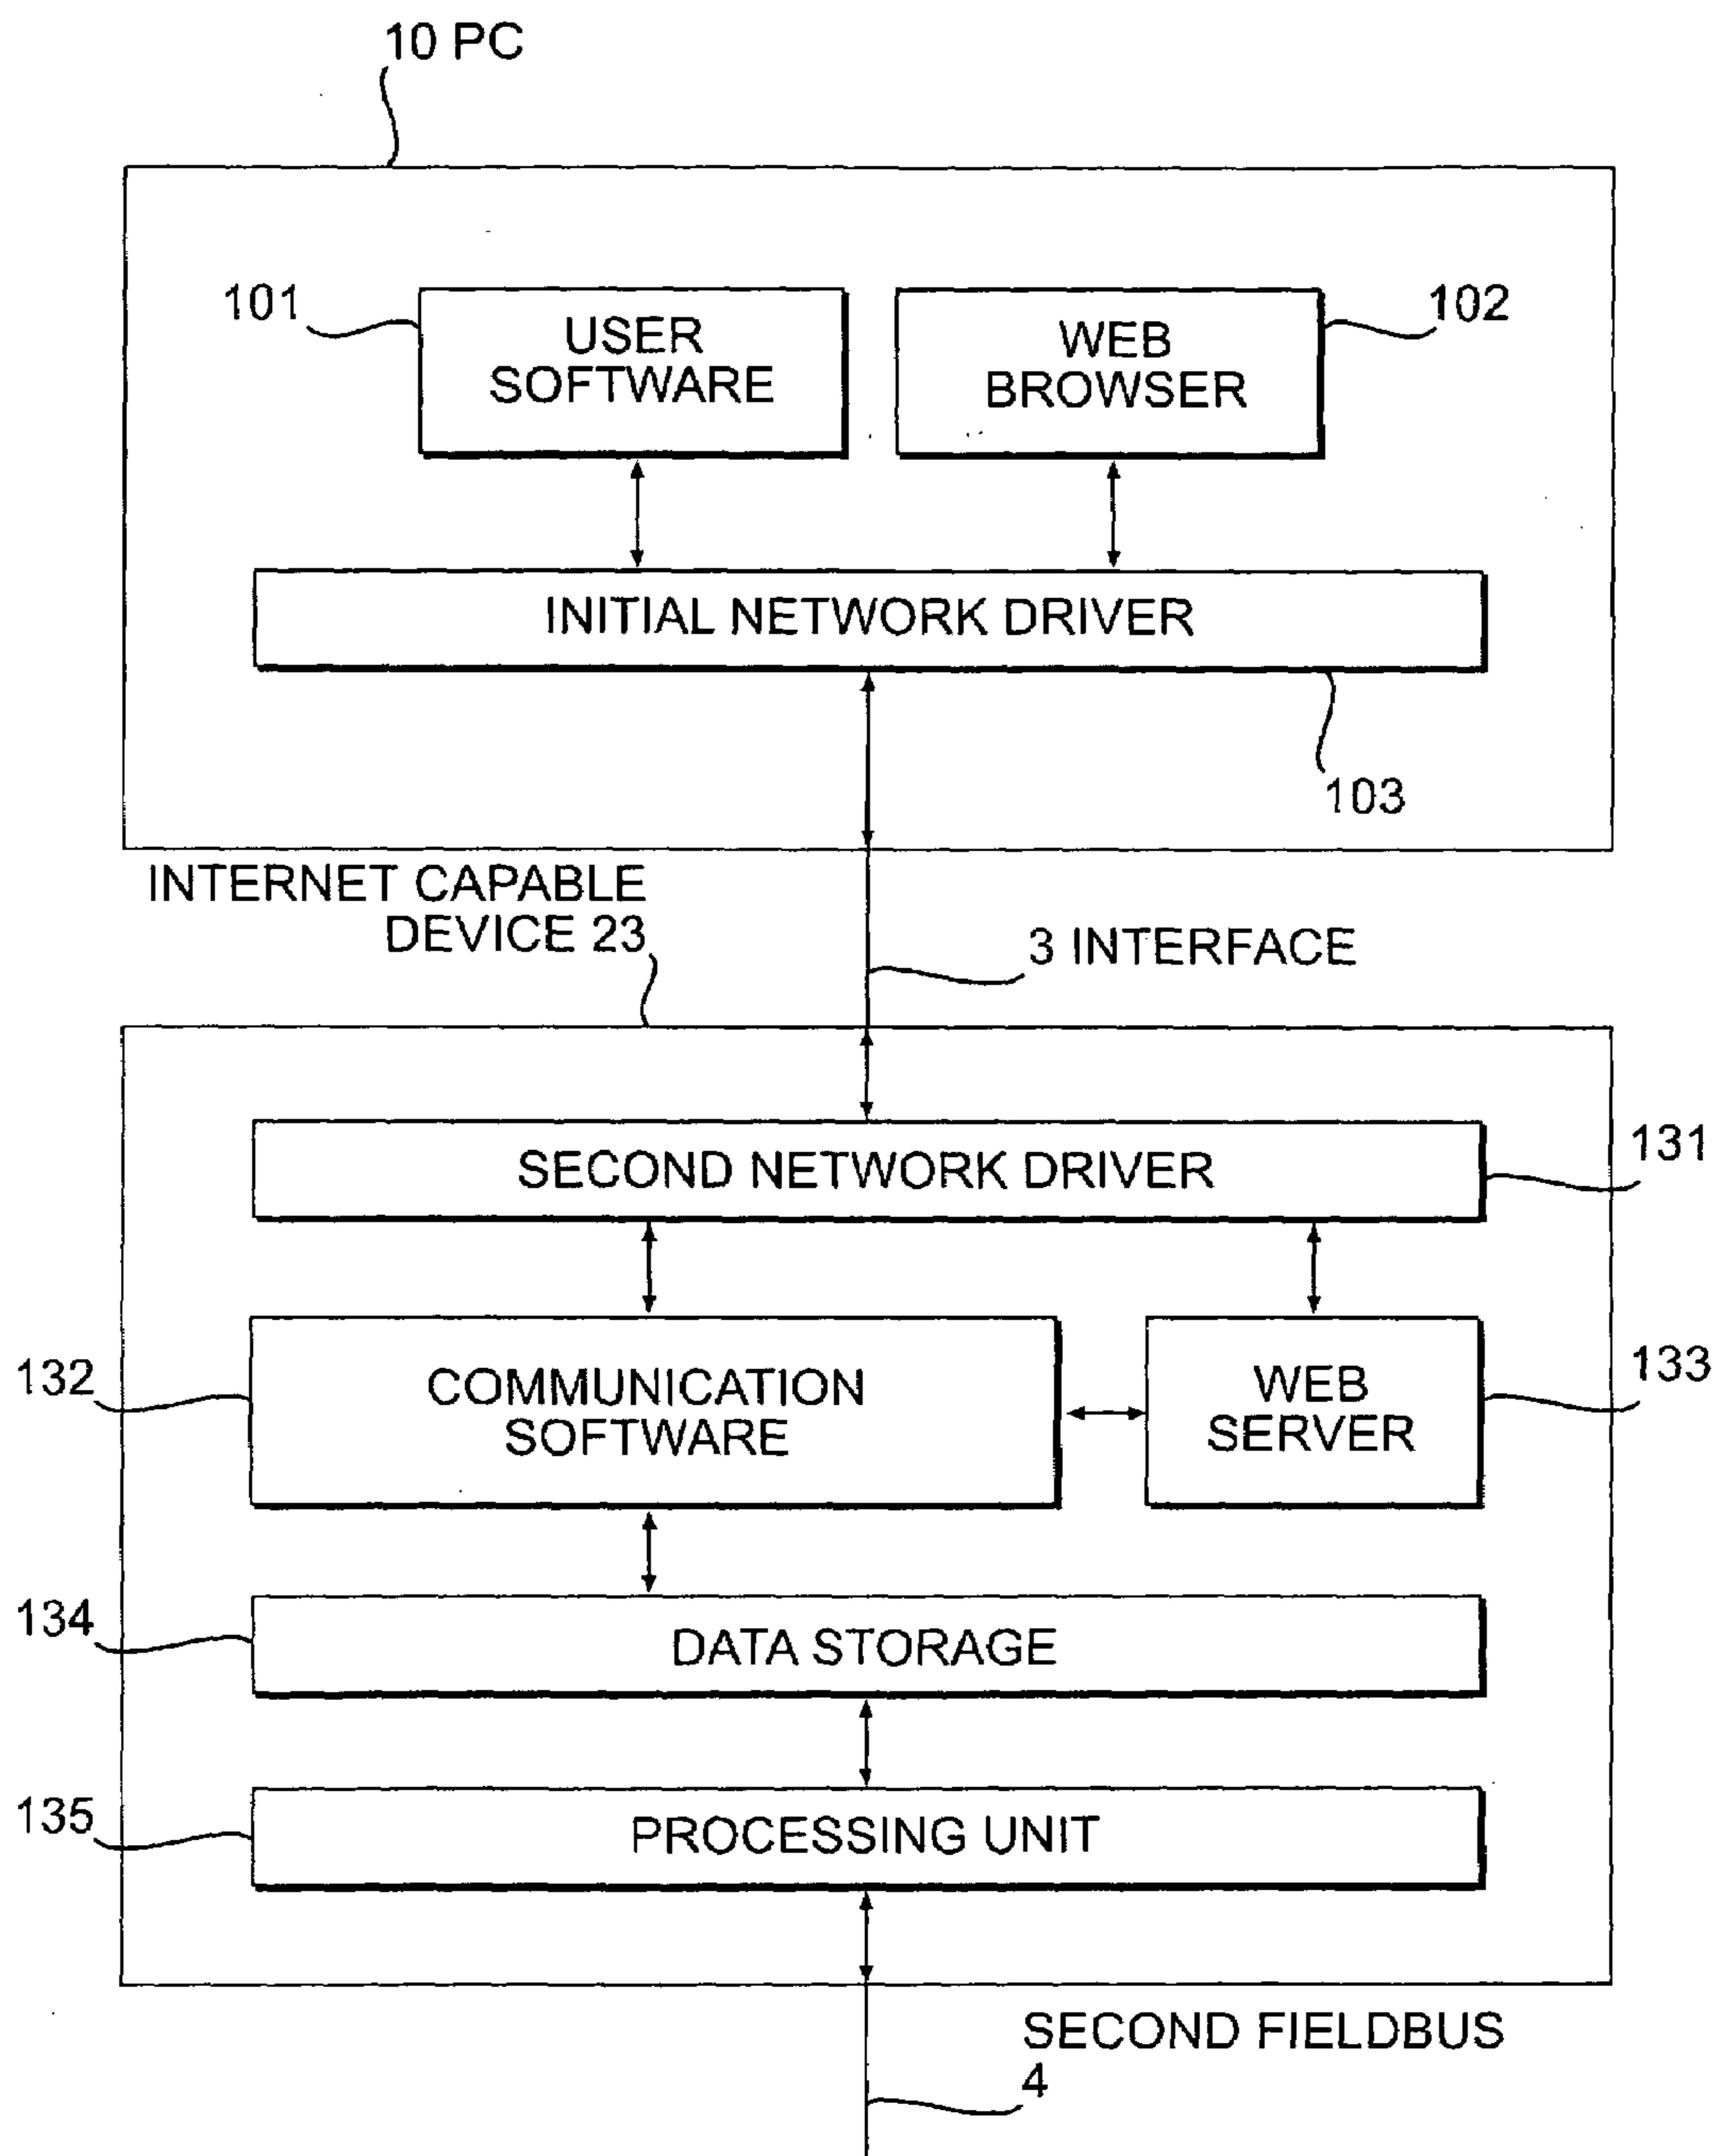 10 PC
101
USER
SOFTWARE
WEB
BROWSER
102
INITIAL NETWORK DRIVER
103
INTERNET CAPABLE
DEVICE 23
3 INTERFACE
SECOND NETWORK DRIVER
131
132
COMMUNICATION
SOFTWARE
WEB
SERVER
133
134
DATA STORAGE
135
PROCESSING UNIT
SECOND FIELDBUS
4